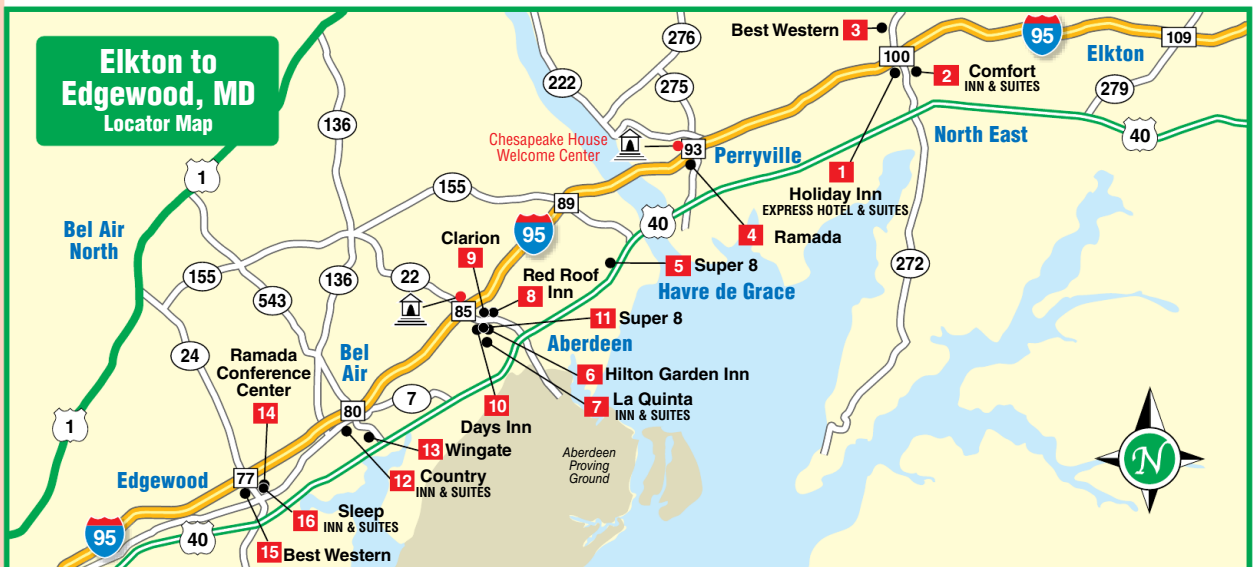 Elkton to
Edgewood, MD
Locator Map
Best Western 3
276
95
109
Elkton
100
2 Comfort
INN & SUITES
222
275
279
136
Chesapeake House
Welcome Center
93
Perryville
North East
40
1
1
Holiday Inn
EXPRESS HOTEL & SUITES
155
89
40
4 Ramada
Bel Air
North
95
Clarion
9
5 Super 8
272
155
136
22
Red Roof
Inn
8
Havre de Grace
543
85
11 Super 8
Aberdeen
24
Ramada
Conference
Center
14
Bel
Air
6 Hilton Garden Inn
7
La Quinta
INN & SUITES
7
80
10
Days Inn
1
13 Wingate
Aberdeen
Proving
Ground
N
Edgewood
77
12 Country
INN & SUITES
16
Sleep
INN & SUITES
95
40
15 Best Western